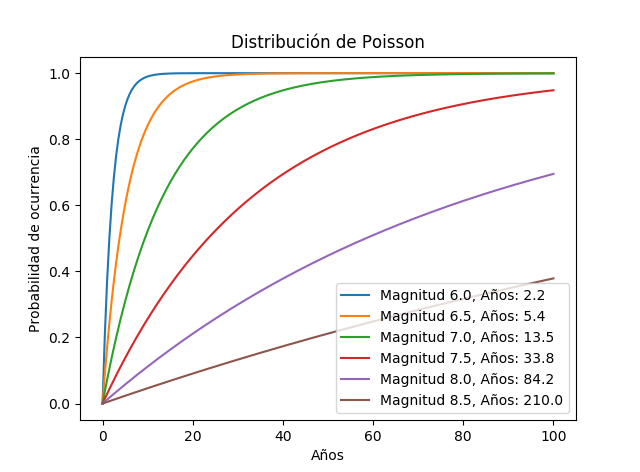 Distribución de Poisson
Probabilidad de ocurrencia
1.0
0.8
0.6
0.4
0.2
0.0
Magnitud 6.0, Años: 2.2
Magnitud 6.5, Años: 5.4
Magnitud 7.0, Años: 13.5
Magnitud 7.5, Años: 33.8
Magnitud 8.0, Años: 84.2
Magnitud 8.5, Años: 210.0
0 20 40 60 80 100
Años